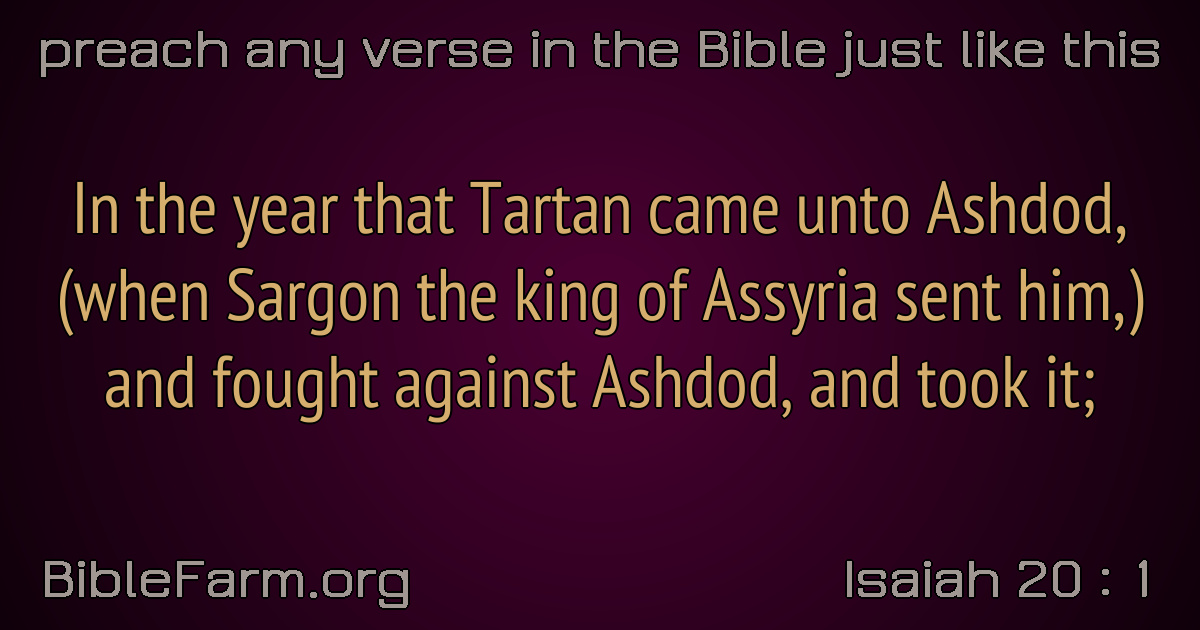 preach any verse in the Bible just like this
In the year that Tartan came unto Ashdod,
(when Sargon the king of Assyria sent him,)
and fought against Ashdod, and took it;
BibleFarm.org
Isaiah 20 : 1